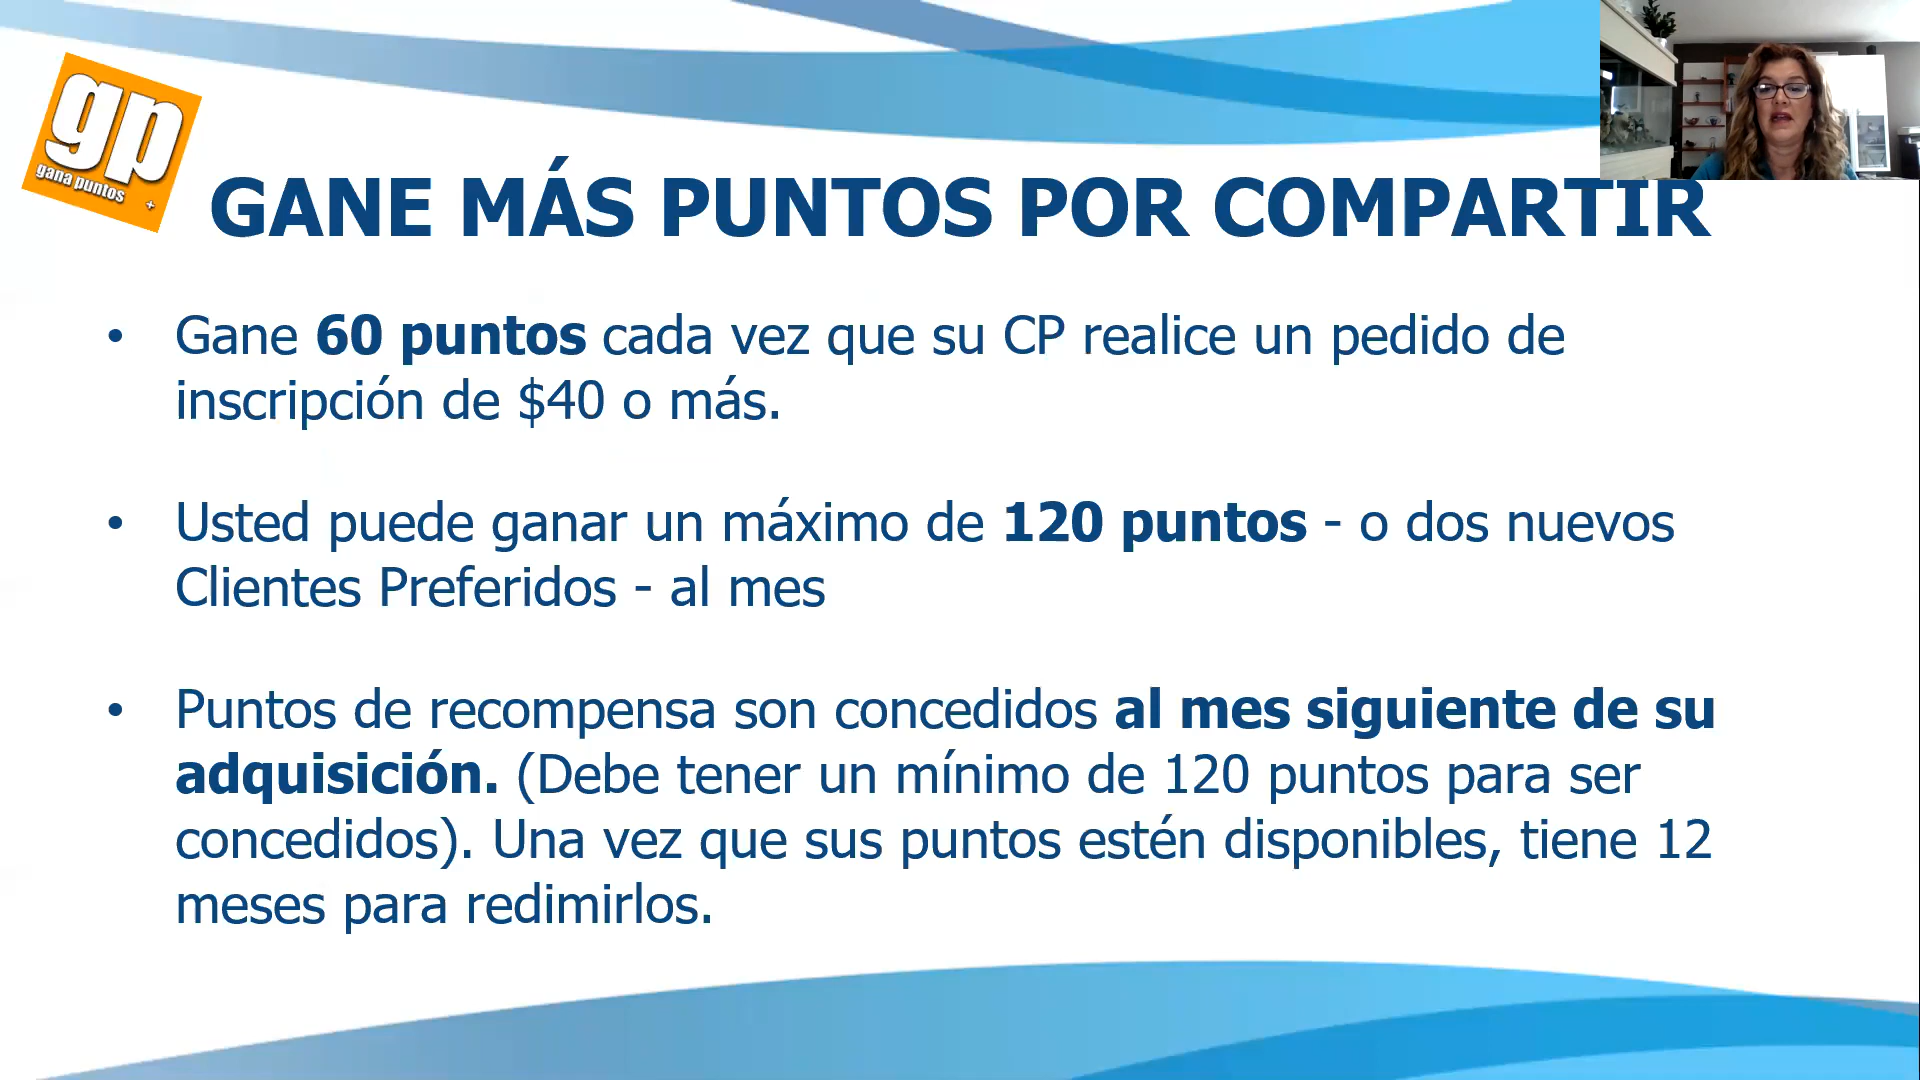 gp
gana puntos
+
GANE MÁS PUNTOS POR COMPARTIR
• Gane 60 puntos cada vez que su CP realice un pedido de
inscripción de $40 o más.
• Usted puede ganar un máximo de 120 puntos - o dos nuevos
Clientes Preferidos - al mes
• Puntos de recompensa son concedidos al mes siguiente de su
adquisición. (Debe tener un mínimo de 120 puntos para ser
concedidos). Una vez que sus puntos estén disponibles, tiene 12
meses para redimirlos.